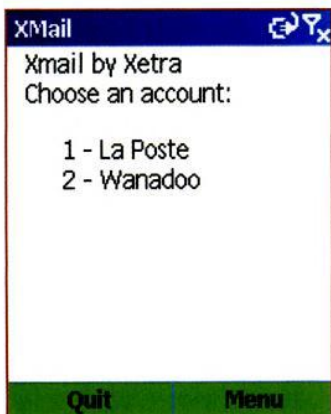 XMail
Xmail by Xetra
Choose an account:
1 - La Poste
2 - Wanadoo
Quit Menu